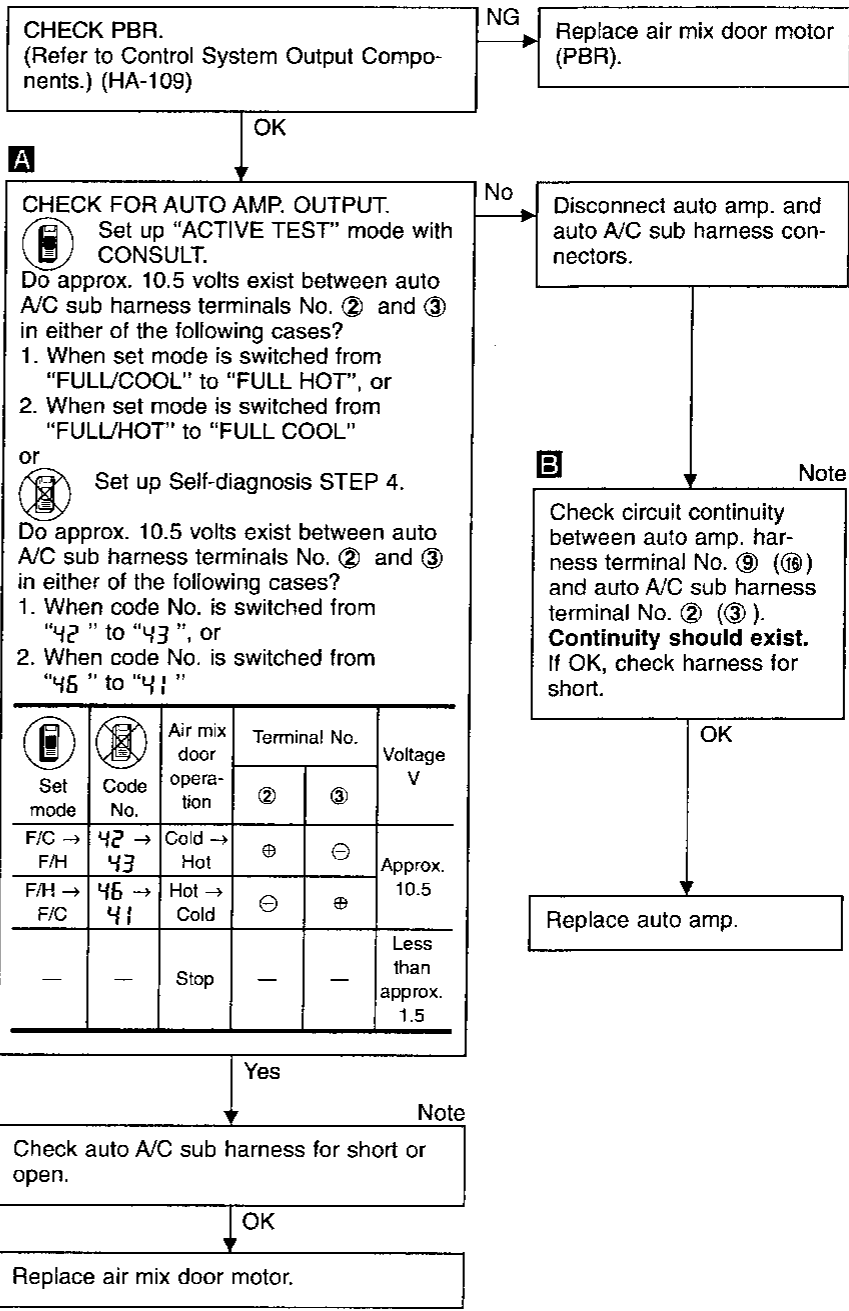 CHECK PBR.
(Refer to Control System Output Compo-
nents.) (HA-109)
NG
Replace air mix door motor
(PBR).
OK
A
CHECK FOR AUTO AMP. OUTPUT.
Set up “ACTIVE TEST” mode with
CONSULT.
Do approx. 10.5 volts exist between auto
A/C sub harness terminals No. ② and ③
in either of the following cases?
1. When set mode is switched from
“FULL/COOL” to “FULL HOT”, or
2. When set mode is switched from
“FULL/HOT” to “FULL COOL”
or
Set up Self-diagnosis STEP 4.
Do approx. 10.5 volts exist between auto
A/C sub harness terminals No. ② and ③
in either of the following cases?
1. When code No. is switched from
“42 ” to “43 ”, or
2. When code No. is switched from
“46 ” to “41 ”
Set
mode
Code
No.
Air mix
door
opera-
tion
Terminal No.
② ③
Voltage
V
F/C →
F/H
42 →
43
Cold →
Hot
⊕ ⊖
Approx.
10.5
F/H →
F/C
46 →
41
Hot →
Cold
⊖ ⊕
— — Stop — —
Less
than
approx.
1.5
No
Disconnect auto amp. and
auto A/C sub harness con-
nectors.
B
Note
Check circuit continuity
between auto amp. har-
ness terminal No. ⑨ (⑯)
and auto A/C sub harness
terminal No. ② (③ ).
Continuity should exist.
If OK, check harness for
short.
OK
Replace auto amp.
Yes
Note
Check auto A/C sub harness for short or
open.
OK
Replace air mix door motor.